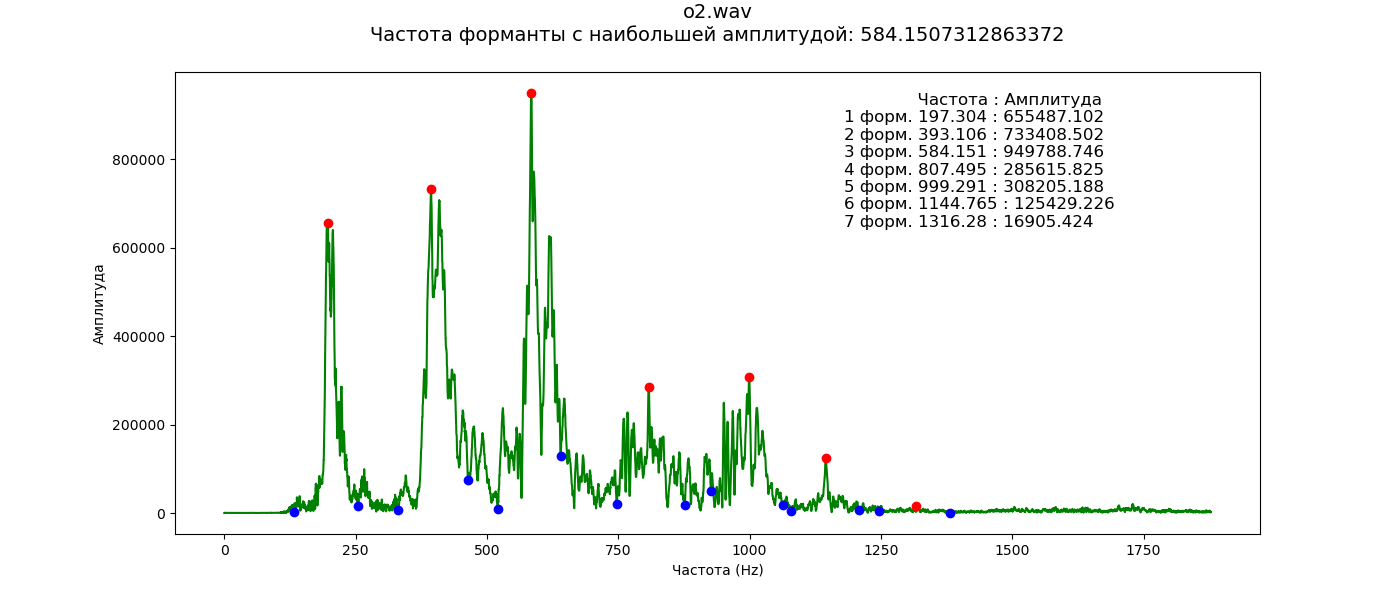 o2.wav
Частота форманты с наибольшей амплитудой: 584.1507312863372
Частота : Амплитуда
1 форм. 197.304 : 655487.102
2 форм. 393.106 : 733408.502
3 форм. 584.151 : 949788.746
4 форм. 807.495 : 285615.825
5 форм. 999.291 : 308205.188
6 форм. 1144.765 : 125429.226
7 форм. 1316.28 : 16905.424
800000
600000
400000
200000
0
Амплитуда
0 250 500 750 1000 1250 1500 1750
Частота (Hz)